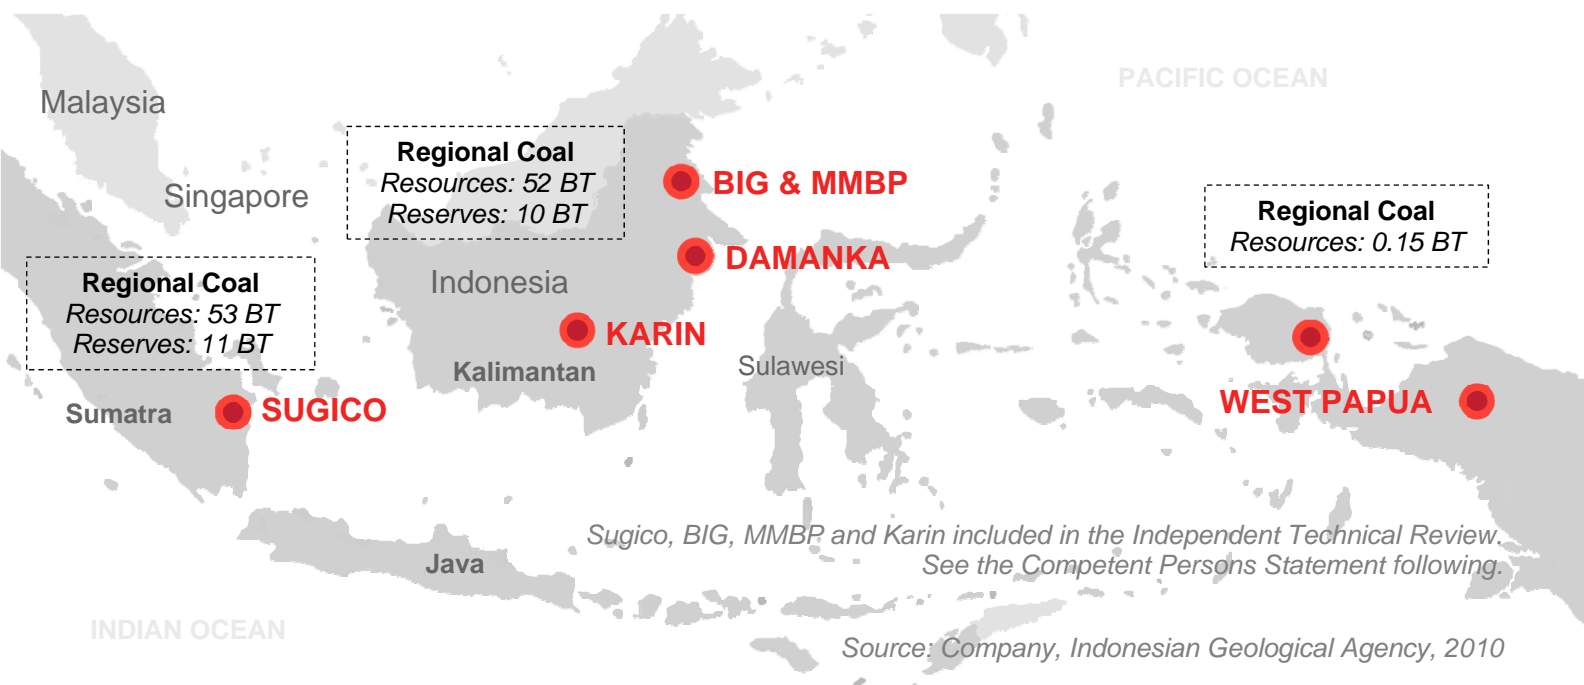 PACIFIC OCEAN
Malaysia
Regional Coal
Resources: 52 BT
Reserves: 10 BT
BIG & MMBP
Singapore
Regional Coal
Resources: 0.15 BT
DAMANKA
Indonesia
Regional Coal
Resources: 53 BT
Reserves: 11 BT
KARIN
Kalimantan
Sulawesi
Sumatra
SUGICO
WEST PAPUA
Sugico, BIG, MMBP and Karin included in the Independent Technical Review.
See the Competent Persons Statement following.
Java
INDIAN OCEAN
Source: Company, Indonesian Geological Agency, 2010